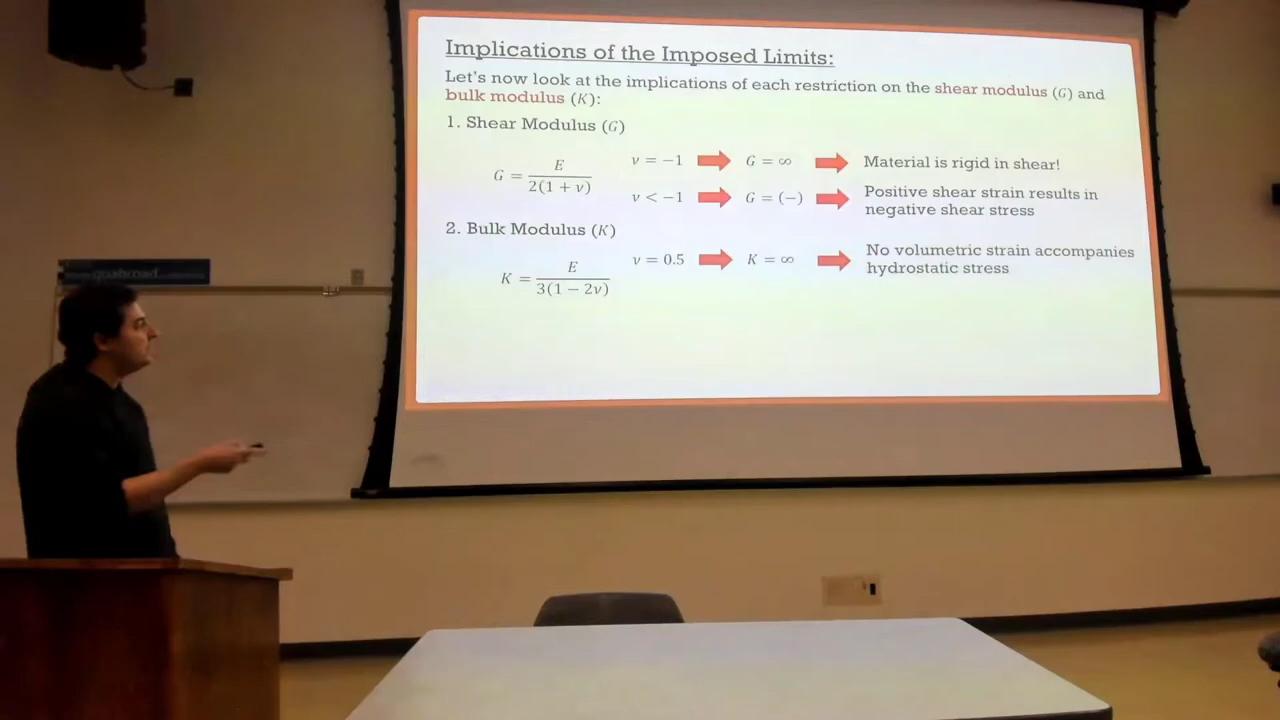 Implications of the Imposed Limits:
Let's now look at the implications of each restriction on the shear modulus (G) and
bulk modulus (K):
1. Shear Modulus (G)
G = E / 2(1 + ν)
ν = −1 G = ∞ Material is rigid in shear!
ν < −1 G = (−) Positive shear strain results in
negative shear stress
2. Bulk Modulus (K)
K = E / 3(1 − 2ν)
ν = 0.5 K = ∞ No volumetric strain accompanies
hydrostatic stress